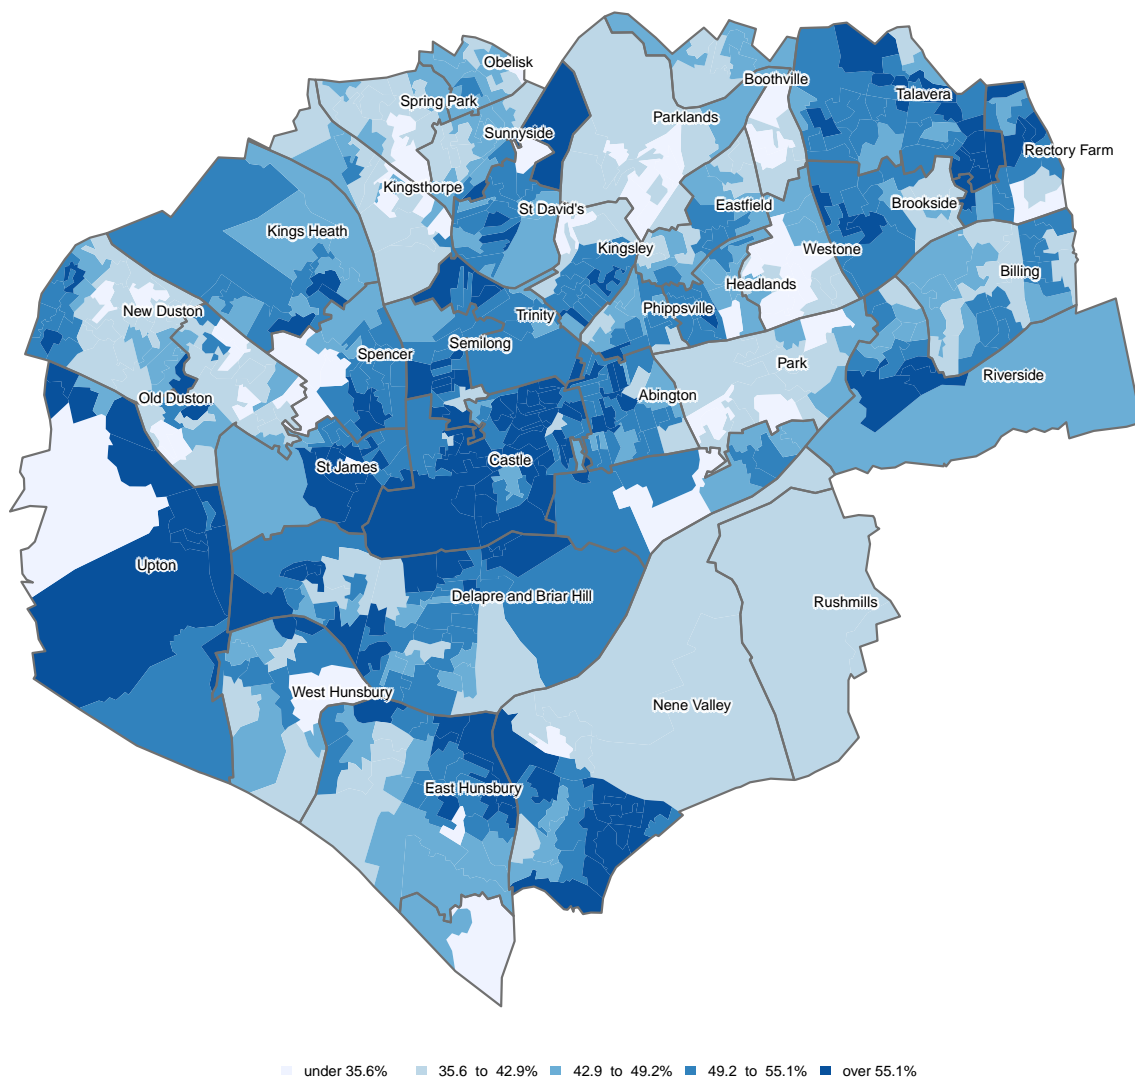 Obelisk
Boothville
Spring Park
Talavera
Parklands
Sunnyside
Rectory Farm
Kingsthorpe
Brookside
St David's
Eastfield
Kings Heath
Kingsley
Westone
Billing
Headlands
New Duston
Phippsville
Trinity
Semilong
Spencer
Park
Riverside
Old Duston
Abington
Castle
St James
Upton
Delapre and Briar Hill
Rushmills
West Hunsbury
Nene Valley
East Hunsbury
under 35.6% 35.6 to 42.9% 42.9 to 49.2% 49.2 to 55.1% over 55.1%